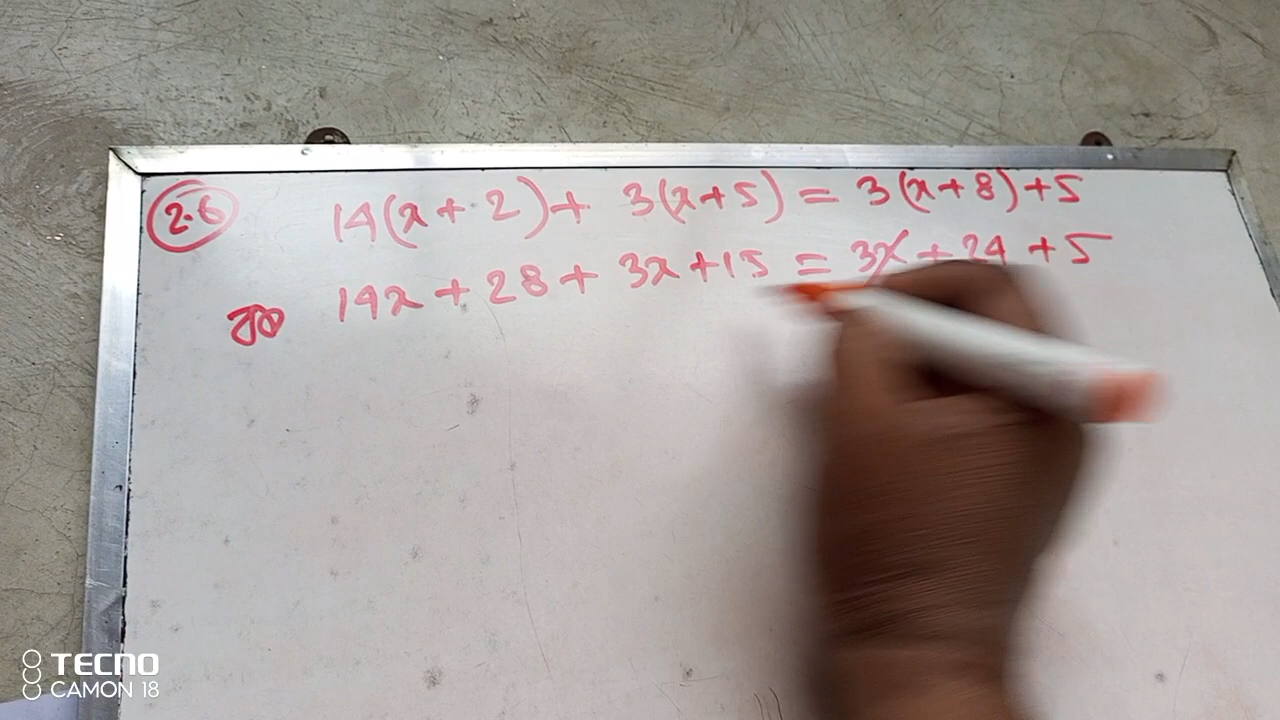 2.6 14(x+2)+ 3(x+5) = 3(x+8)+5
বা 14x + 28 + 3x +15 = 3x + 24 + 5
TECNO
CAMON 18